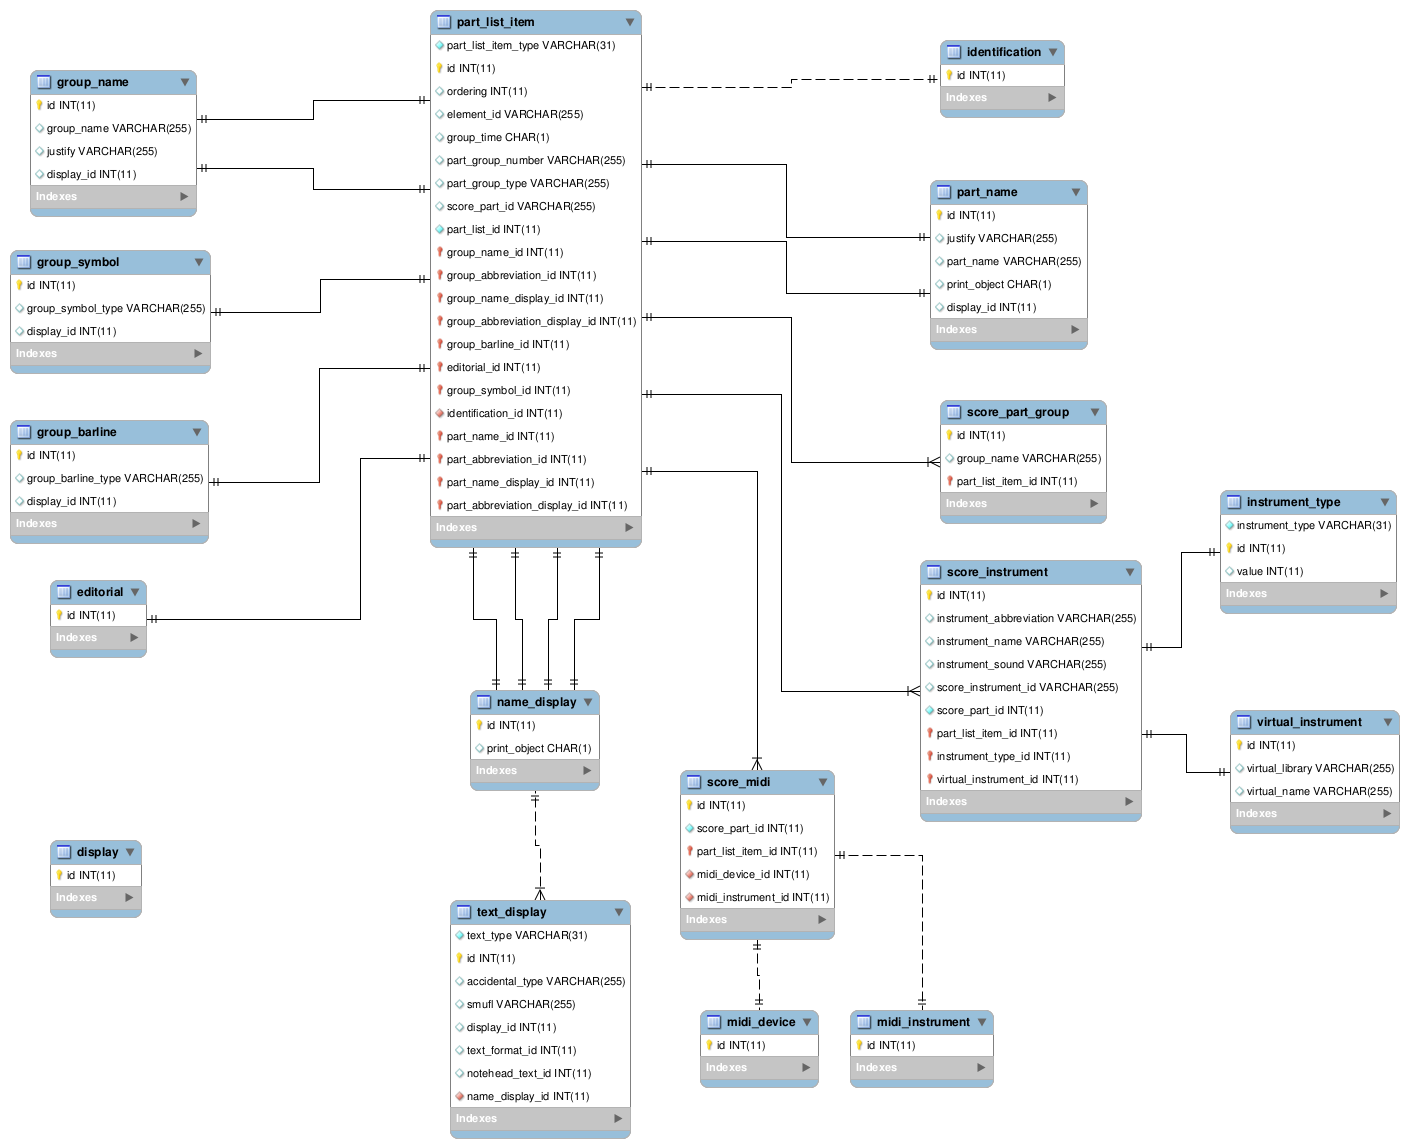 part_list_item
part_list_item_type VARCHAR(31)
id INT(11)
ordering INT(11)
element_id VARCHAR(255)
group_time CHAR(1)
part_group_number VARCHAR(255)
part_group_type VARCHAR(255)
score_part_id VARCHAR(255)
part_list_id INT(11)
group_name_id INT(11)
group_abbreviation_id INT(11)
group_name_display_id INT(11)
group_abbreviation_display_id INT(11)
group_barline_id INT(11)
editorial_id INT(11)
group_symbol_id INT(11)
identification_id INT(11)
part_name_id INT(11)
part_abbreviation_id INT(11)
part_name_display_id INT(11)
part_abbreviation_display_id INT(11)
Indexes
identification
id INT(11)
Indexes
group_name
id INT(11)
group_name VARCHAR(255)
justify VARCHAR(255)
display_id INT(11)
Indexes
part_name
id INT(11)
justify VARCHAR(255)
part_name VARCHAR(255)
print_object CHAR(1)
display_id INT(11)
Indexes
group_symbol
id INT(11)
group_symbol_type VARCHAR(255)
display_id INT(11)
Indexes
score_part_group
id INT(11)
group_name VARCHAR(255)
part_list_item_id INT(11)
Indexes
group_barline
id INT(11)
group_barline_type VARCHAR(255)
display_id INT(11)
Indexes
instrument_type
instrument_type VARCHAR(31)
id INT(11)
value INT(11)
Indexes
score_instrument
id INT(11)
instrument_abbreviation VARCHAR(255)
instrument_name VARCHAR(255)
instrument_sound VARCHAR(255)
score_instrument_id VARCHAR(255)
score_part_id INT(11)
part_list_item_id INT(11)
instrument_type_id INT(11)
virtual_instrument_id INT(11)
Indexes
editorial
id INT(11)
Indexes
name_display
id INT(11)
print_object CHAR(1)
Indexes
virtual_instrument
id INT(11)
virtual_library VARCHAR(255)
virtual_name VARCHAR(255)
Indexes
score_midi
id INT(11)
score_part_id INT(11)
part_list_item_id INT(11)
midi_device_id INT(11)
midi_instrument_id INT(11)
Indexes
display
id INT(11)
Indexes
text_display
text_type VARCHAR(31)
id INT(11)
accidental_type VARCHAR(255)
smufl VARCHAR(255)
display_id INT(11)
text_format_id INT(11)
notehead_text_id INT(11)
name_display_id INT(11)
Indexes
midi_device
id INT(11)
Indexes
midi_instrument
id INT(11)
Indexes